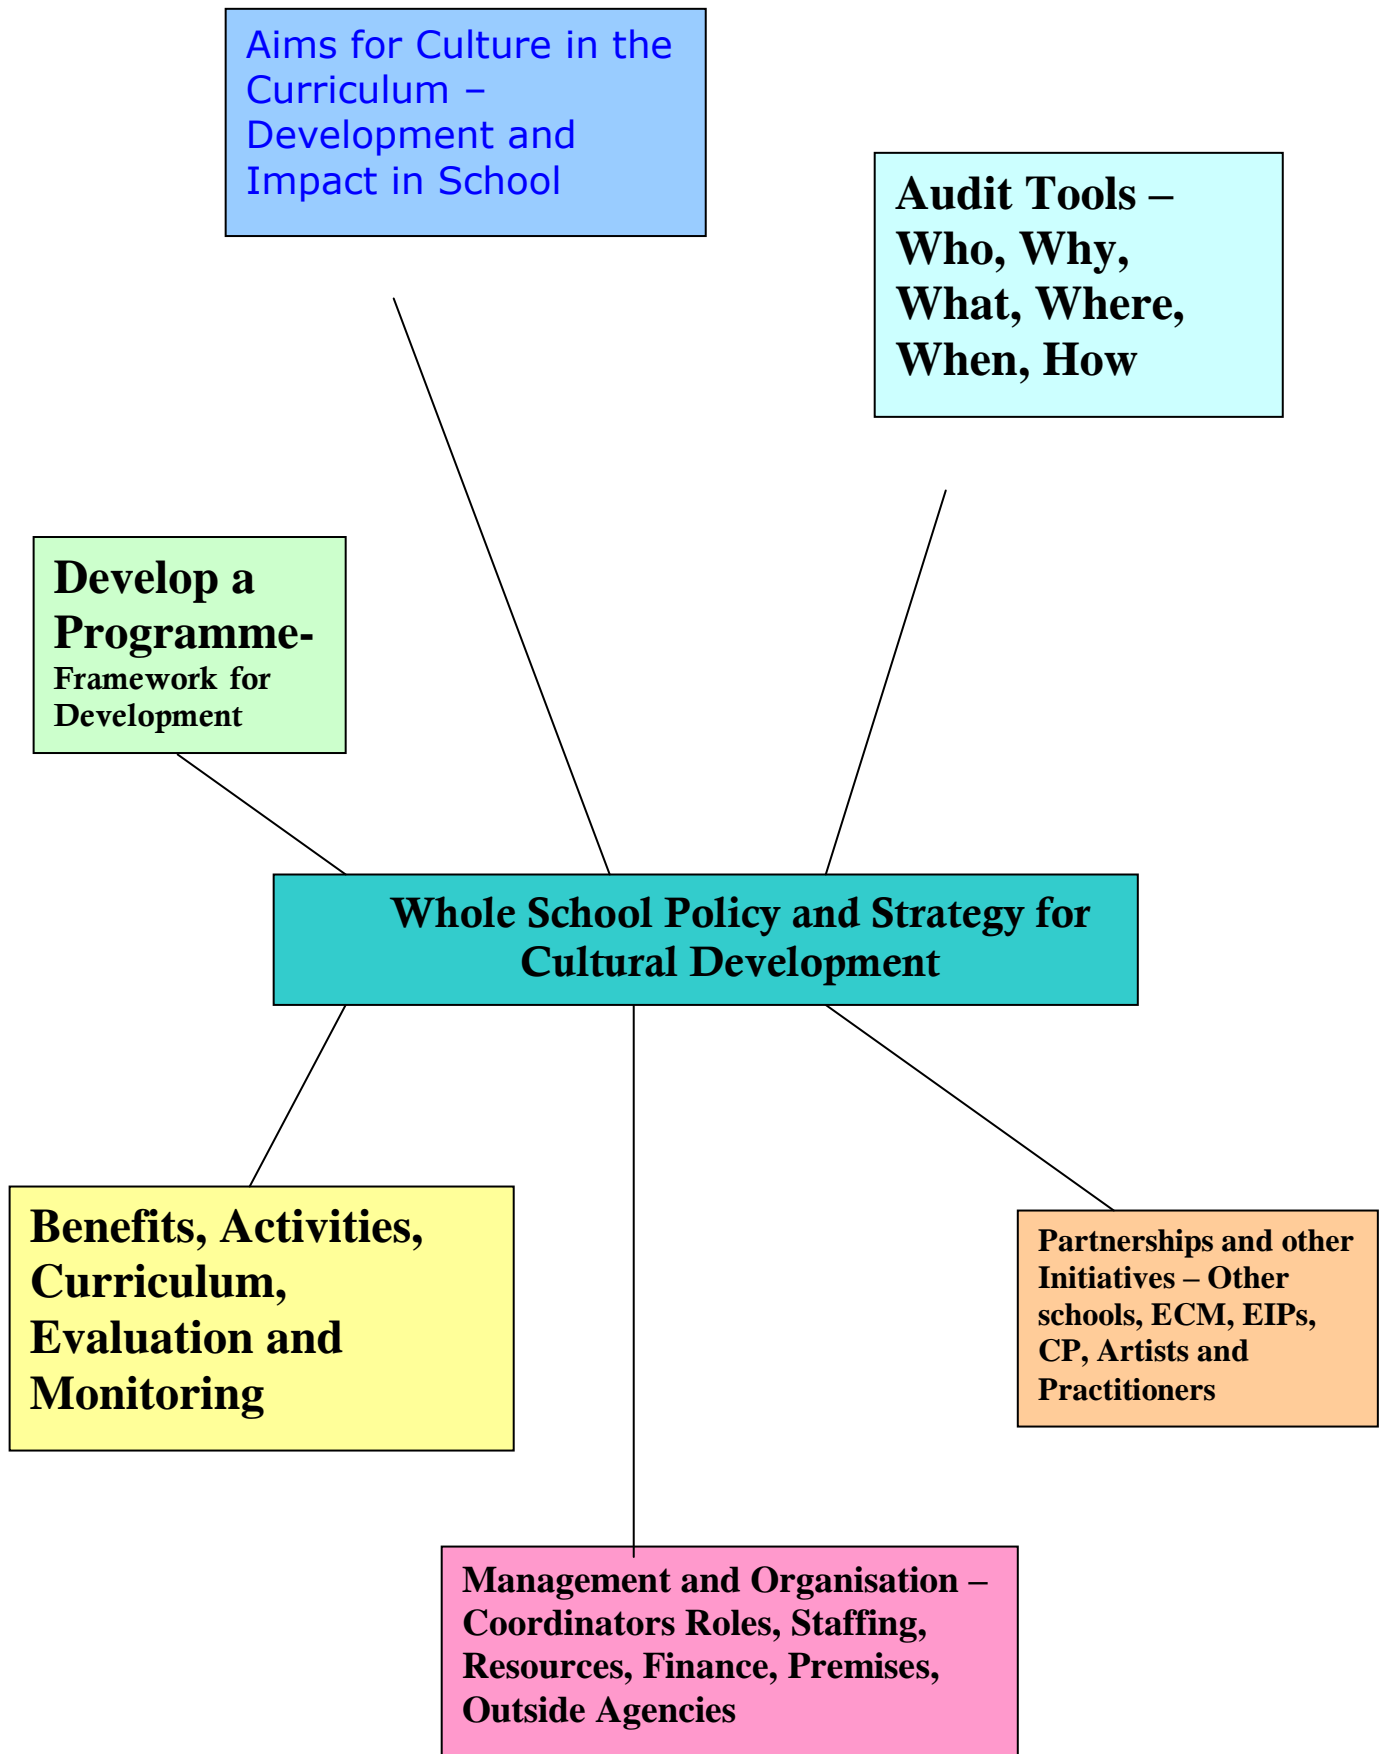 Aims for Culture in the
Curriculum –
Development and
Impact in School
Audit Tools –
Who, Why,
What, Where,
When, How
Develop a
Programme-
Framework for
Development
Whole School Policy and Strategy for
Cultural Development
Benefits, Activities,
Curriculum,
Evaluation and
Monitoring
Partnerships and other
Initiatives – Other
schools, ECM, EIPs,
CP, Artists and
Practitioners
Management and Organisation –
Coordinators Roles, Staffing,
Resources, Finance, Premises,
Outside Agencies